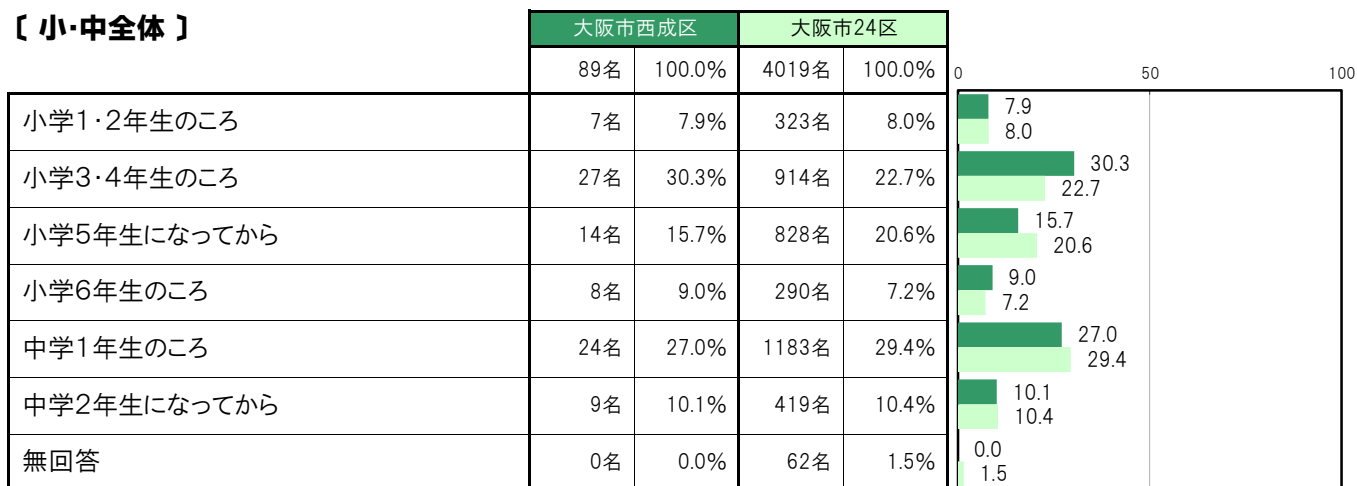 〔 小・中全体 〕
大阪市西成区 大阪市24区
89名 100.0% 4019名 100.0% 0 50 100
小学1・2年生のころ 7名 7.9% 323名 8.0% 7.9
8.0
小学3・4年生のころ 27名 30.3% 914名 22.7% 30.3
22.7
小学5年生になってから 14名 15.7% 828名 20.6% 15.7
20.6
小学6年生のころ 8名 9.0% 290名 7.2% 9.0
7.2
中学1年生のころ 24名 27.0% 1183名 29.4% 27.0
29.4
中学2年生になってから 9名 10.1% 419名 10.4% 10.1
10.4
無回答 0名 0.0% 62名 1.5% 0.0
1.5